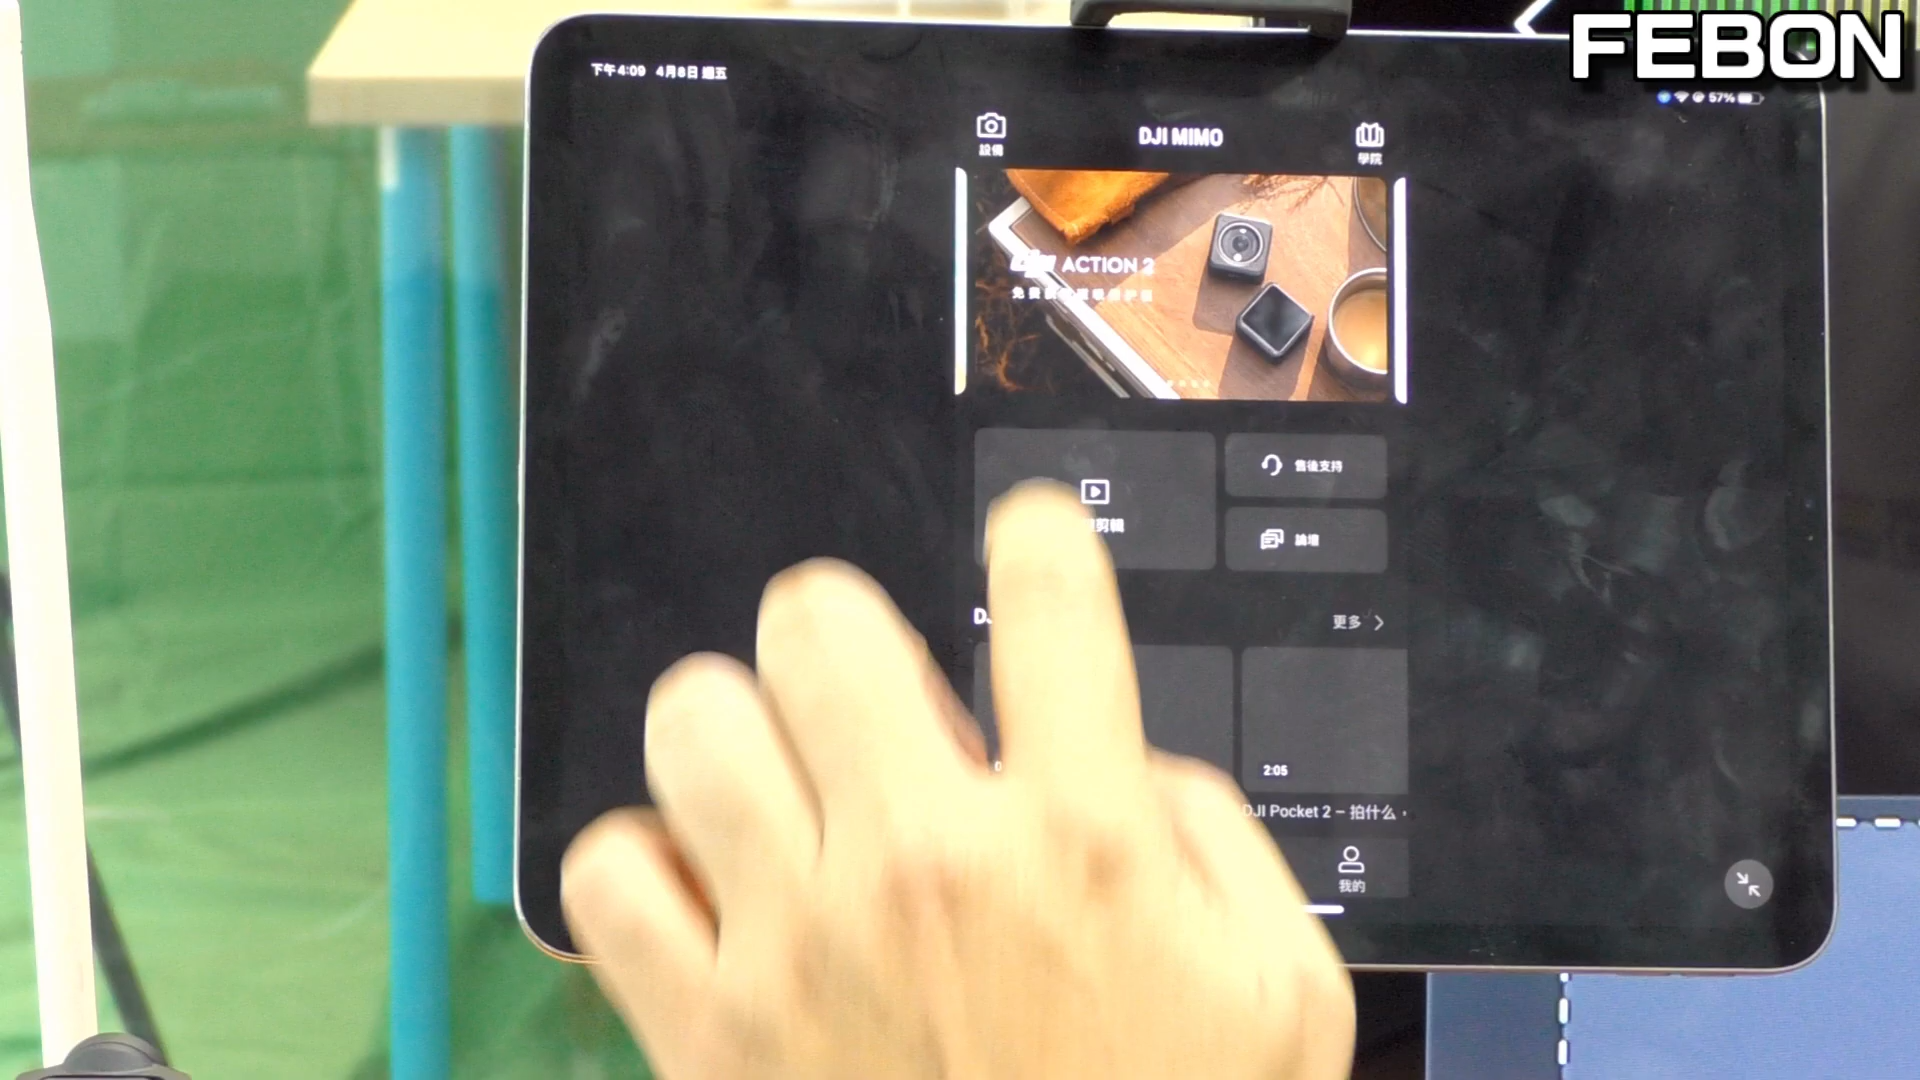 FEBON
下午4:09 4月8日 週五
57%
設備
DJI MIMO
學院
ACTION 2
剪輯
售後支持
論壇
更多
2:05
DJI Pocket 2 – 拍什么，
我的